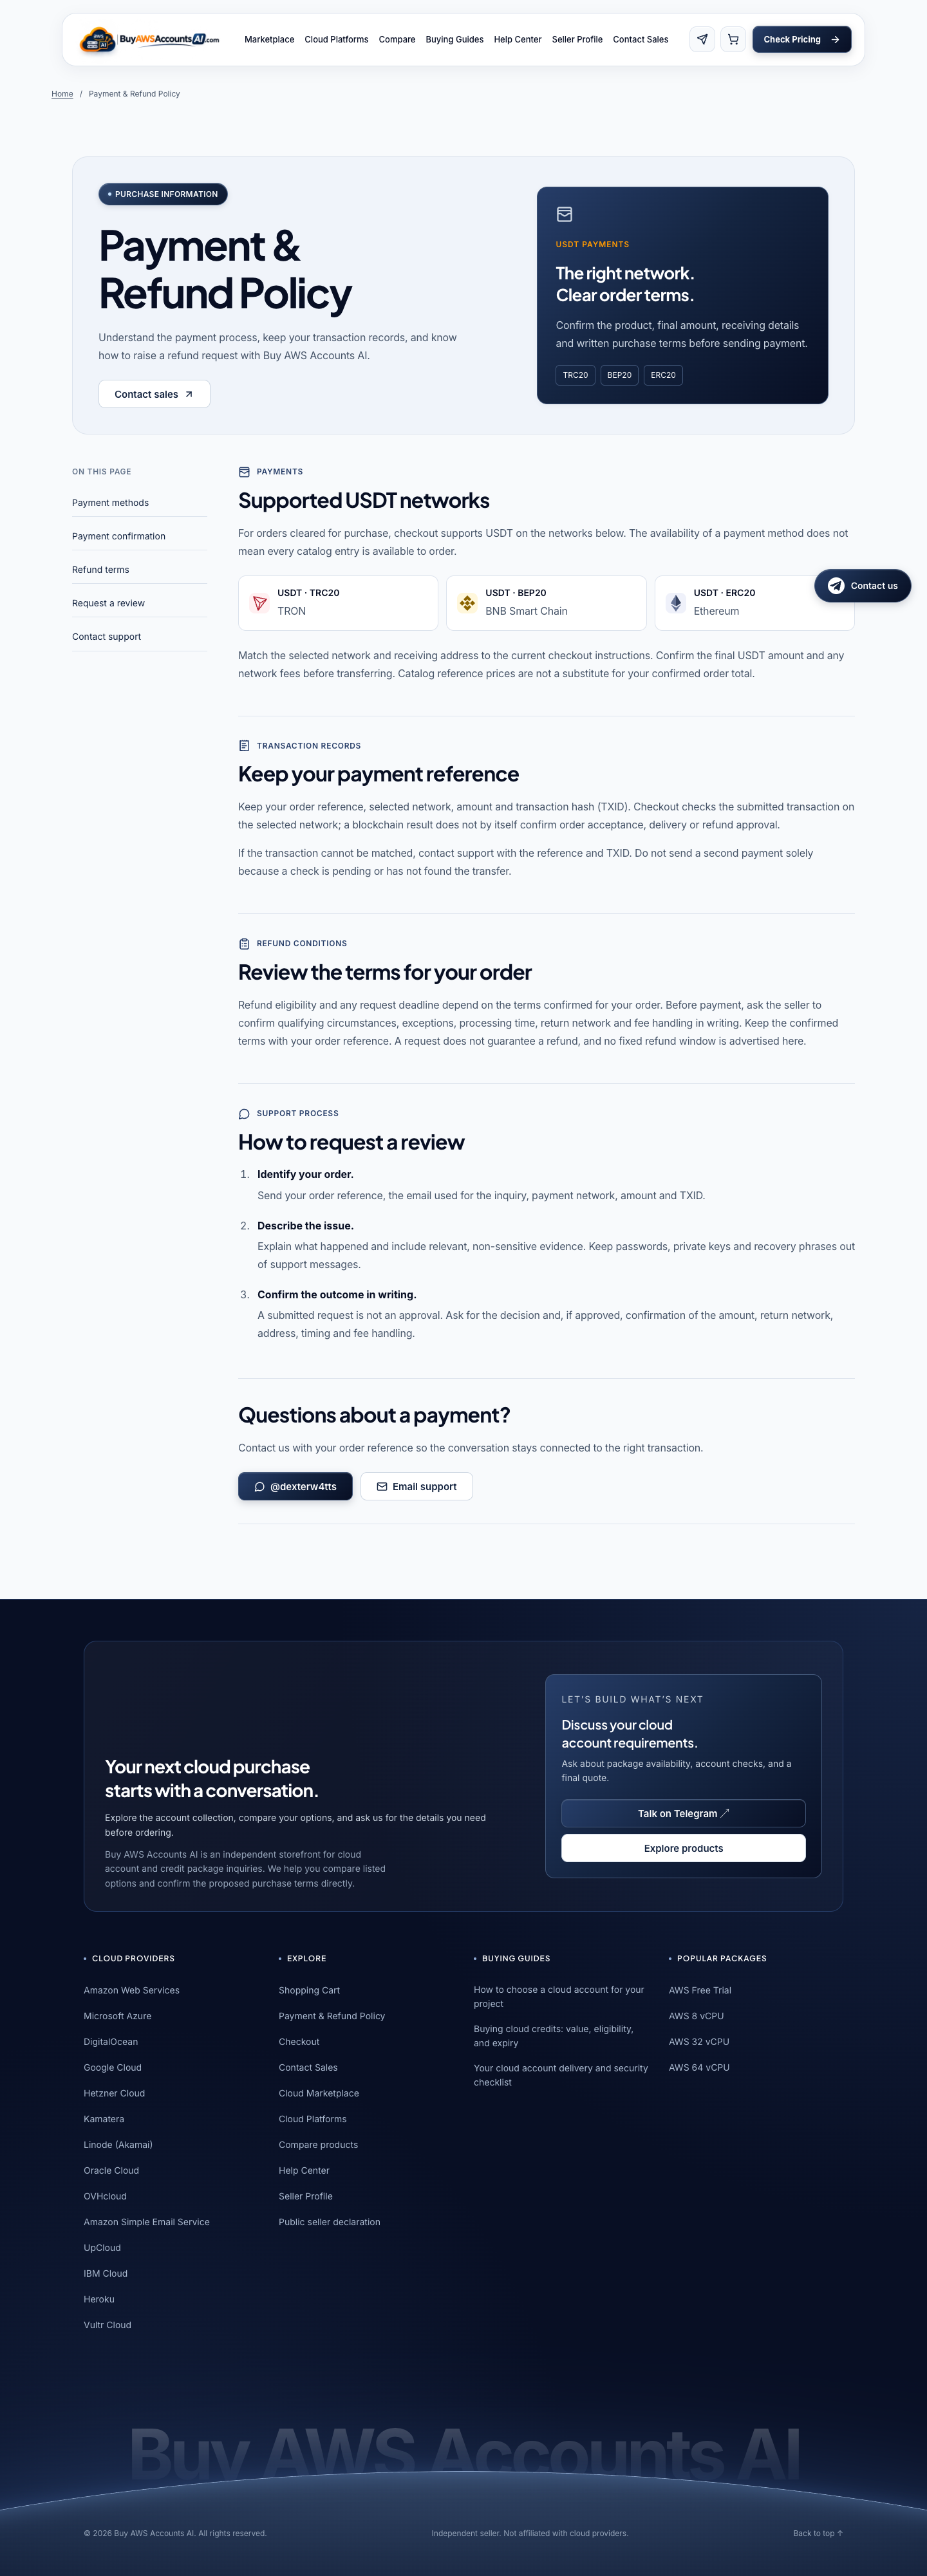 BuyAWSAccountsAI.com
Marketplace Cloud Platforms Compare Buying Guides Help Center Seller Profile Contact Sales
Check Pricing
Home / Payment & Refund Policy
PURCHASE INFORMATION
Payment &
Refund Policy
Understand the payment process, keep your transaction records, and know
how to raise a refund request with Buy AWS Accounts AI.
Contact sales
USDT PAYMENTS
The right network.
Clear order terms.
Confirm the product, final amount, receiving details
and written purchase terms before sending payment.
TRC20 BEP20 ERC20
ON THIS PAGE
Payment methods
Payment confirmation
Refund terms
Request a review
Contact support
PAYMENTS
Supported USDT networks
For orders cleared for purchase, checkout supports USDT on the networks below. The availability of a payment method does not
mean every catalog entry is available to order.
USDT · TRC20
TRON
USDT · BEP20
BNB Smart Chain
USDT · ERC20
Ethereum
Contact us
Match the selected network and receiving address to the current checkout instructions. Confirm the final USDT amount and any
network fees before transferring. Catalog reference prices are not a substitute for your confirmed order total.
TRANSACTION RECORDS
Keep your payment reference
Keep your order reference, selected network, amount and transaction hash (TXID). Checkout checks the submitted transaction on
the selected network; a blockchain result does not by itself confirm order acceptance, delivery or refund approval.
If the transaction cannot be matched, contact support with the reference and TXID. Do not send a second payment solely
because a check is pending or has not found the transfer.
REFUND CONDITIONS
Review the terms for your order
Refund eligibility and any request deadline depend on the terms confirmed for your order. Before payment, ask the seller to
confirm qualifying circumstances, exceptions, processing time, return network and fee handling in writing. Keep the confirmed
terms with your order reference. A request does not guarantee a refund, and no fixed refund window is advertised here.
SUPPORT PROCESS
How to request a review
1. Identify your order.
Send your order reference, the email used for the inquiry, payment network, amount and TXID.
2. Describe the issue.
Explain what happened and include relevant, non-sensitive evidence. Keep passwords, private keys and recovery phrases out
of support messages.
3. Confirm the outcome in writing.
A submitted request is not an approval. Ask for the decision and, if approved, confirmation of the amount, return network,
address, timing and fee handling.
Questions about a payment?
Contact us with your order reference so the conversation stays connected to the right transaction.
@dexterw4tts
Email support
Your next cloud purchase
starts with a conversation.
Explore the account collection, compare your options, and ask us for the details you need
before ordering.
Buy AWS Accounts AI is an independent storefront for cloud
account and credit package inquiries. We help you compare listed
options and confirm the proposed purchase terms directly.
LET'S BUILD WHAT'S NEXT
Discuss your cloud
account requirements.
Ask about package availability, account checks, and a
final quote.
Talk on Telegram
Explore products
CLOUD PROVIDERS
Amazon Web Services
Microsoft Azure
DigitalOcean
Google Cloud
Hetzner Cloud
Kamatera
Linode (Akamai)
Oracle Cloud
OVHcloud
Amazon Simple Email Service
UpCloud
IBM Cloud
Heroku
Vultr Cloud
EXPLORE
Shopping Cart
Payment & Refund Policy
Checkout
Contact Sales
Cloud Marketplace
Cloud Platforms
Compare products
Help Center
Seller Profile
Public seller declaration
BUYING GUIDES
How to choose a cloud account for your
project
Buying cloud credits: value, eligibility,
and expiry
Your cloud account delivery and security
checklist
POPULAR PACKAGES
AWS Free Trial
AWS 8 vCPU
AWS 32 vCPU
AWS 64 vCPU
Buy AWS Accounts AI
© 2026 Buy AWS Accounts AI. All rights reserved.
Independent seller. Not affiliated with cloud providers.
Back to top ↑